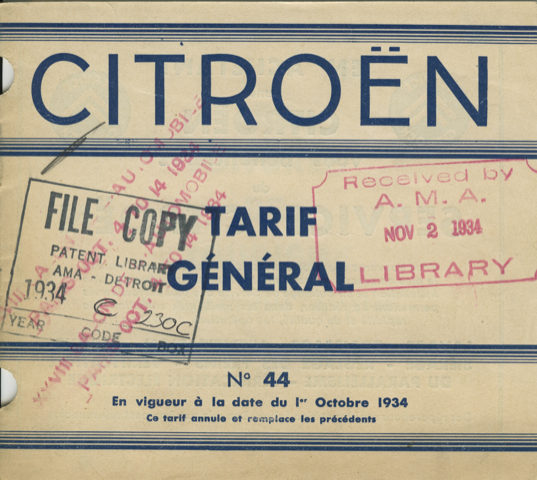 CITROËN
TARIF
GÉNÉRAL
FILE COPY
PATENT LIBRARY
AMA - DETROIT
1934 C 230C
YEAR CODE BOX
Received by
A. M. A.
NOV 2 1934
LIBRARY
N° 44
En vigueur à la date du 1er Octobre 1934
Ce tarif annule et remplace les précédents